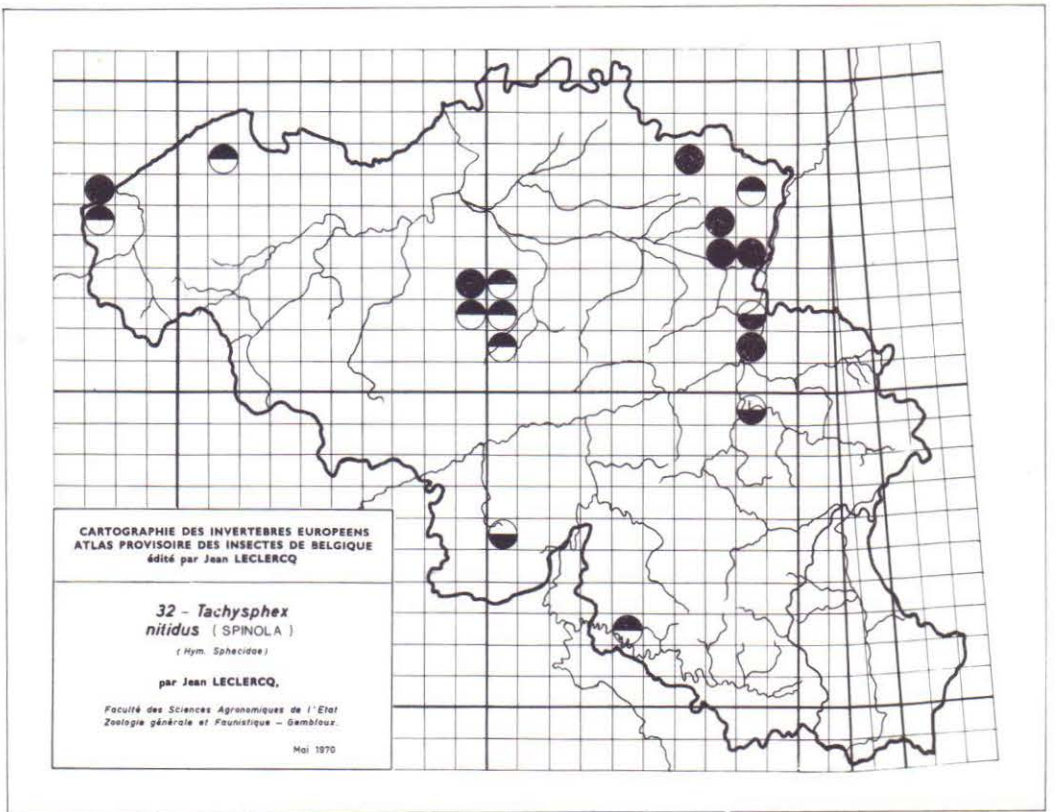 CARTOGRAPHIE DES INVERTEBRES EUROPEENS
ATLAS PROVISOIRE DES INSECTES DE BELGIQUE
édité par Jean LECLERCQ
32 - Tachysphex
nitidus ( SPINOLA )
( Hym. Sphecidae )
par Jean LECLERCQ,
Faculté des Sciences Agronomiques de l'Etat
Zoologie générale et Faunistique - Gembloux.
Mai 1970